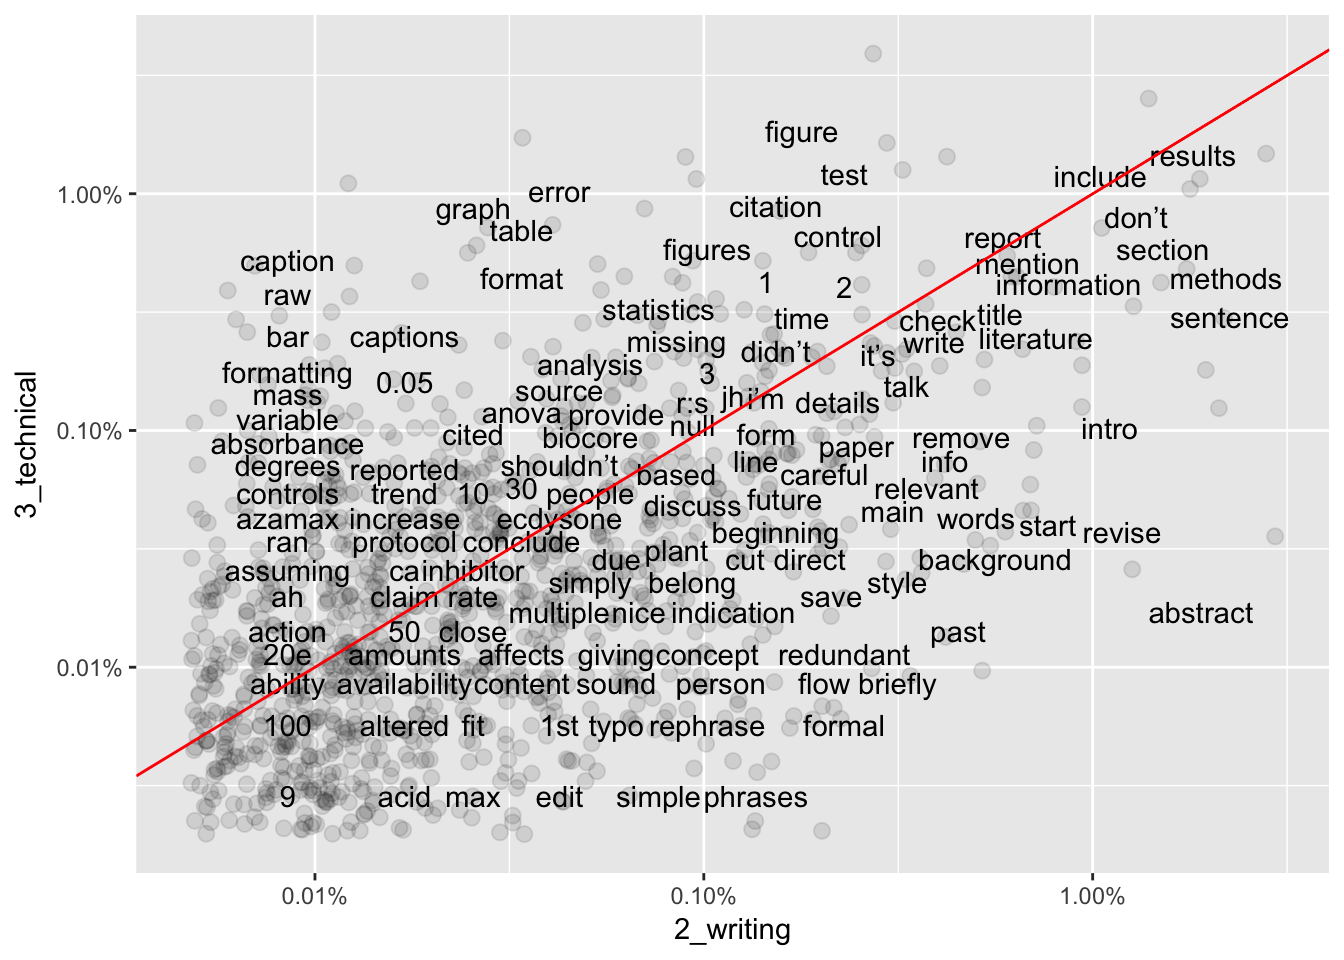 figure
results
test
include
error
graph
citation
don't
table
control
report
section
figures
caption
mention
format
1
2
information
methods
raw
statistics
time
check
title
sentence
bar
captions
missing
didn't
it's
write
literature
analysis
formatting
0.05
3
source
talk
mass
r:s
jh
i'm
details
variable
anova
provide
null
intro
absorbance
cited
biocore
form
paper
remove
degrees
reported
shouldn't
based
line
careful
info
controls
trend
10
30
people
discuss
future
relevant
azamax
increase
ecdysone
main
words
start
revise
ran
protocol
conclude
beginning
assuming
cainhibitor
due
plant
cut
direct
background
ah
claim
rate
simply
belong
save
style
multiple
nice
indication
abstract
action
50
close
past
20e
amounts
affects
giving
concept
redundant
ability
availability
content
sound
person
flow
briefly
100
altered
fit
1st
typo
rephrase
formal
9
acid
max
edit
simple
phrases
3_technical
1.00%
0.10%
0.01%
0.01%
0.10%
1.00%
2_writing